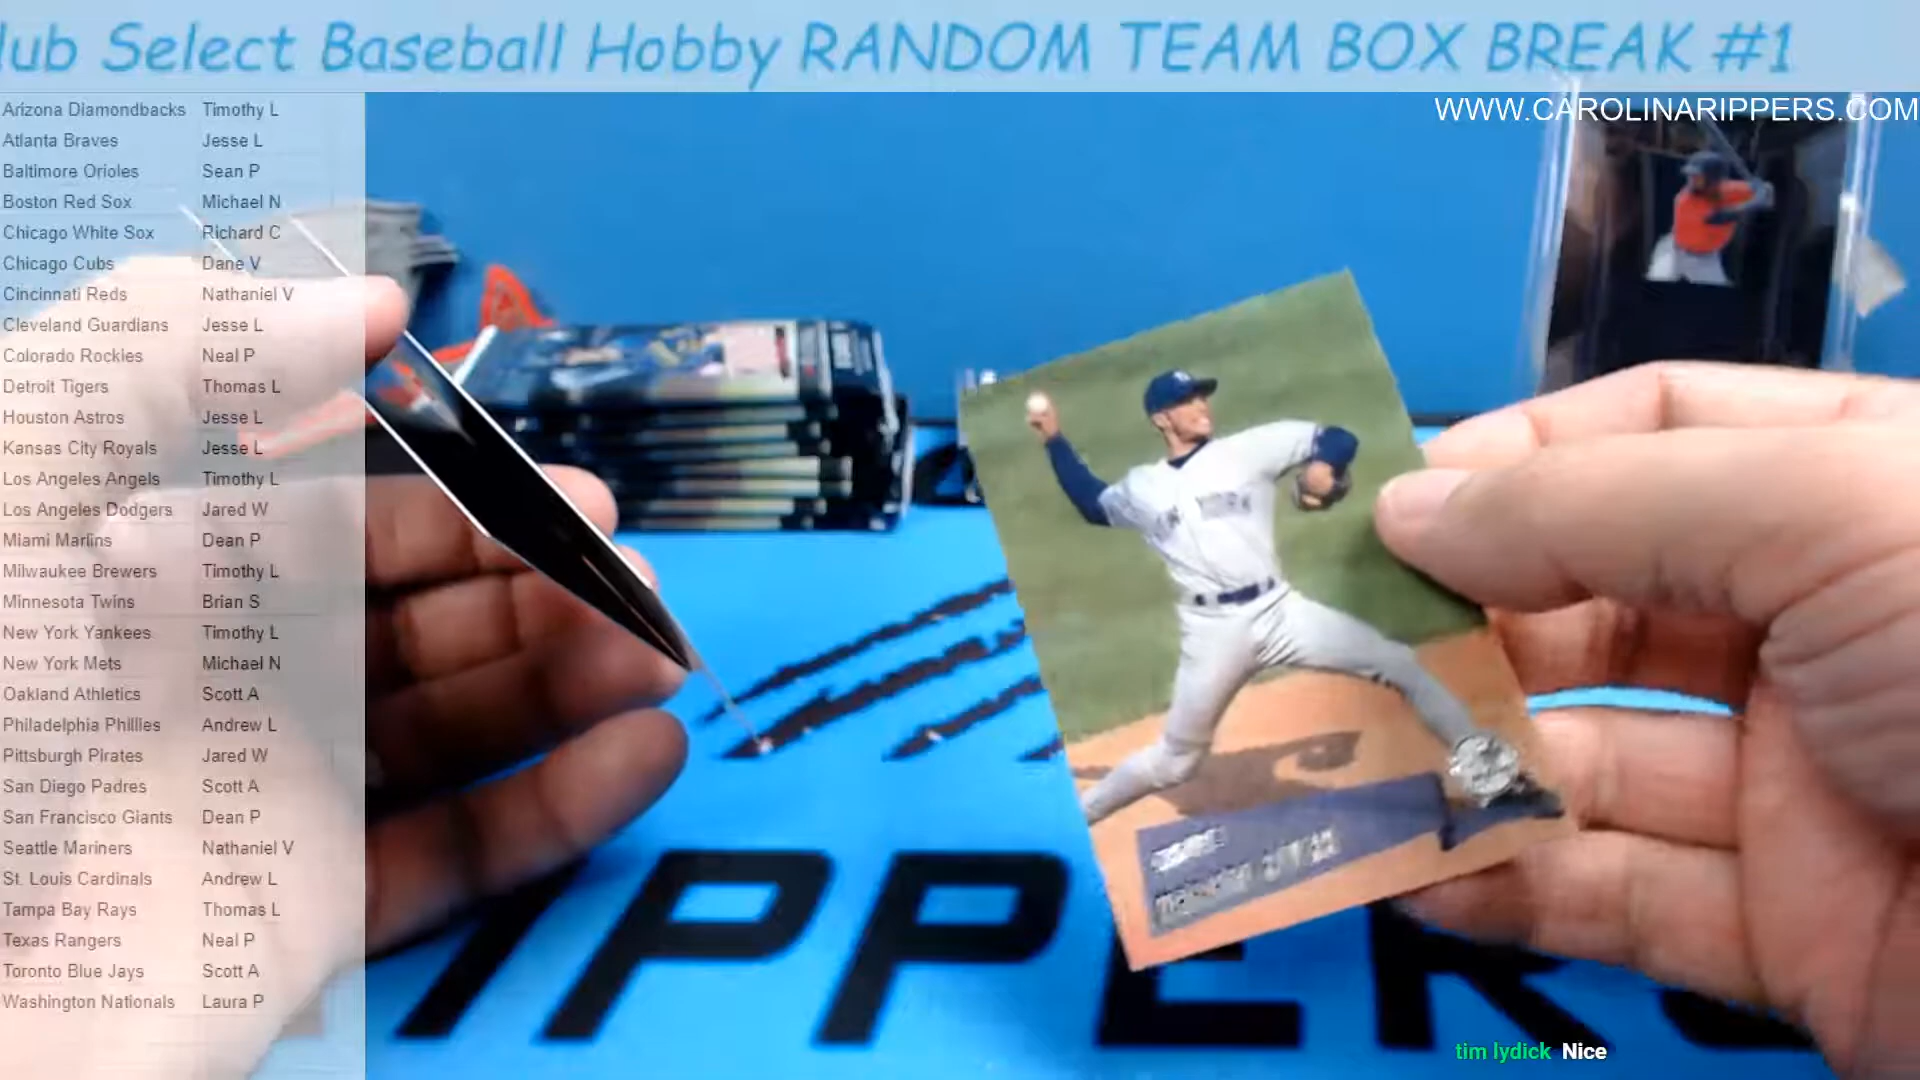 lub Select Baseball Hobby RANDOM TEAM BOX BREAK #1
WWW.CAROLINARIPPERS.COM
Arizona Diamondbacks Timothy L
Atlanta Braves Jesse L
Baltimore Orioles Sean P
Boston Red Sox Michael N
Chicago White Sox Richard C
Chicago Cubs Dane V
Cincinnati Reds Nathaniel V
Cleveland Guardians Jesse L
Colorado Rockies Neal P
Detroit Tigers Thomas L
Houston Astros Jesse L
Kansas City Royals Jesse L
Los Angeles Angels Timothy L
Los Angeles Dodgers Jared W
Miami Marlins Dean P
Milwaukee Brewers Timothy L
Minnesota Twins Brian S
New York Yankees Timothy L
New York Mets Michael N
Oakland Athletics Scott A
Philadelphia Phillies Andrew L
Pittsburgh Pirates Jared W
San Diego Padres Scott A
San Francisco Giants Dean P
Seattle Mariners Nathaniel V
St. Louis Cardinals Andrew L
Tampa Bay Rays Thomas L
Texas Rangers Neal P
Toronto Blue Jays Scott A
Washington Nationals Laura P
YORK
IPPERS
tim lydick Nice